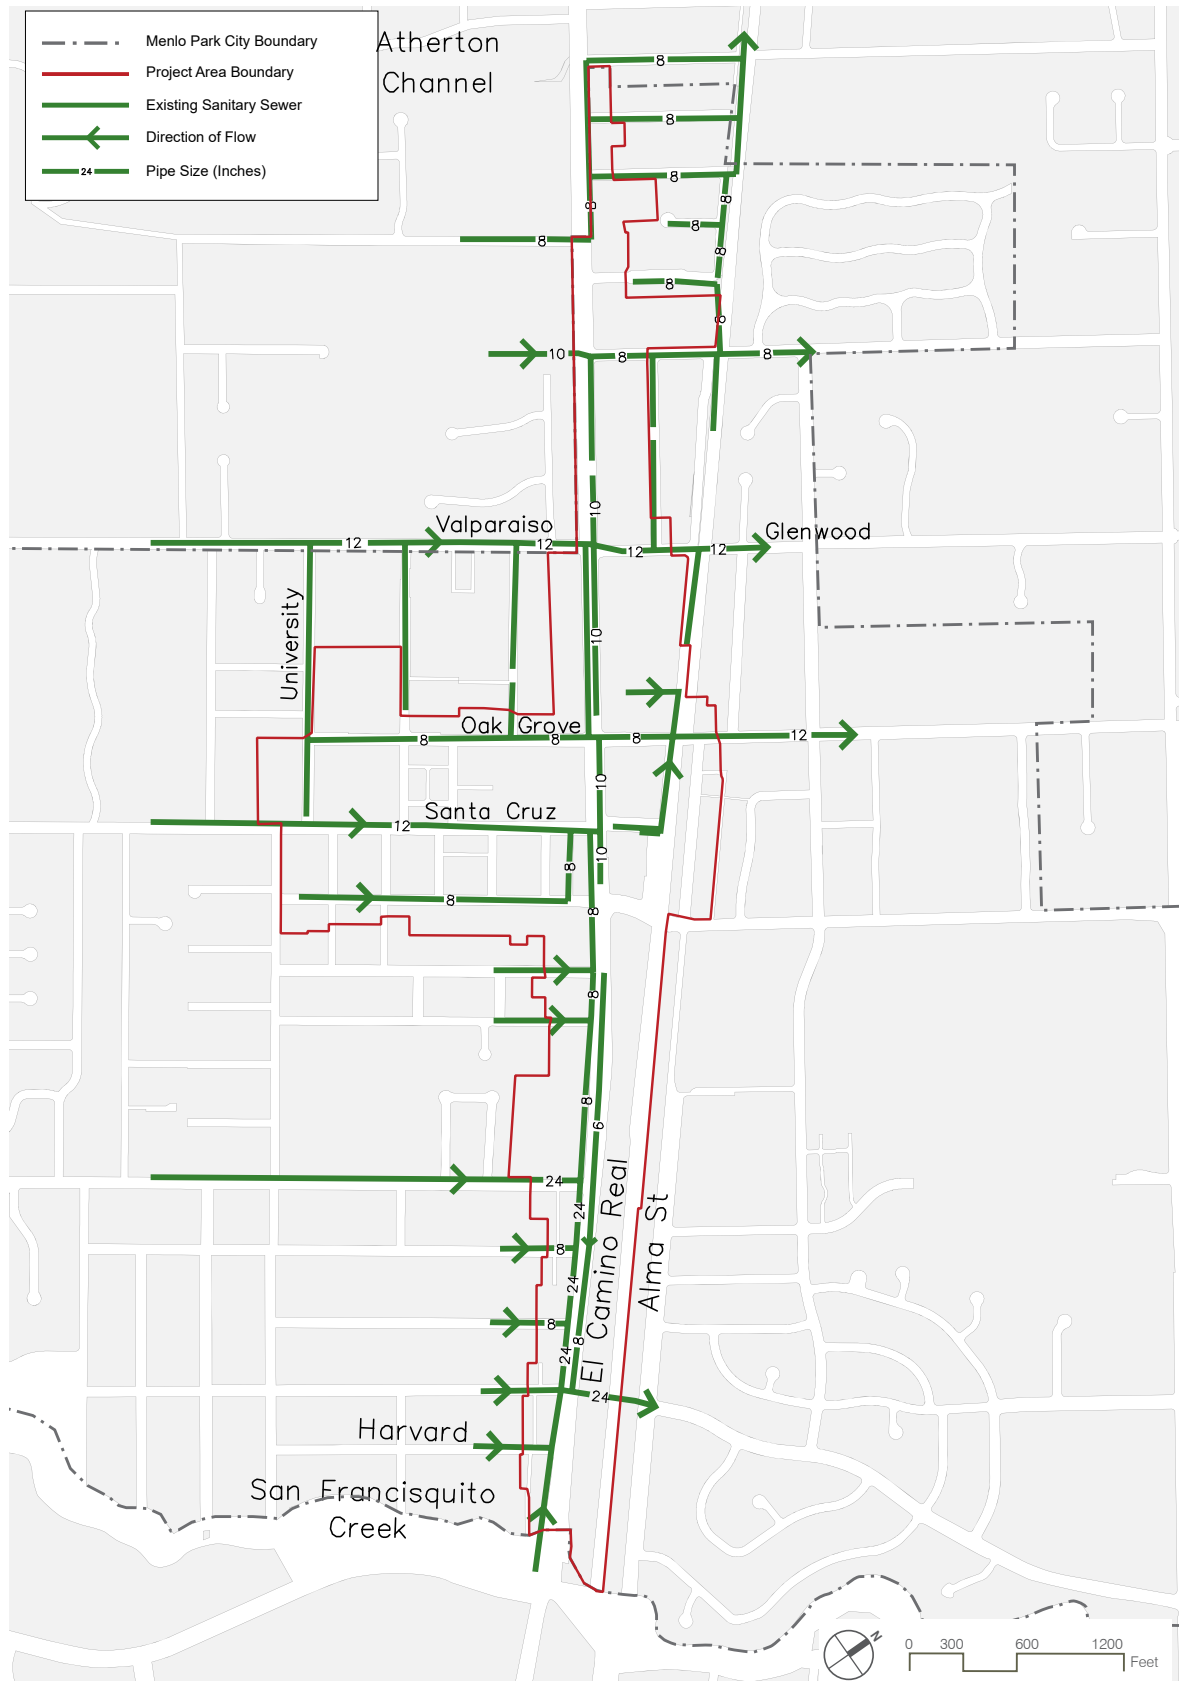 Menlo Park City Boundary
Project Area Boundary
Existing Sanitary Sewer
Direction of Flow
24 Pipe Size (Inches)
Atherton
Channel
8
8
8
8
8
8
8
8
8
6
10
8
8
10
Valparaiso
Glenwood
12
12
12
12
10
University
Oak Grove
8
8
8
12
10
Santa Cruz
12
10
8
8
8
8
8
6
24
24
El Camino Real
Alma St
8
24
8
8
24
24
Harvard
San Francisquito
Creek
N
0 300 600 1200
Feet